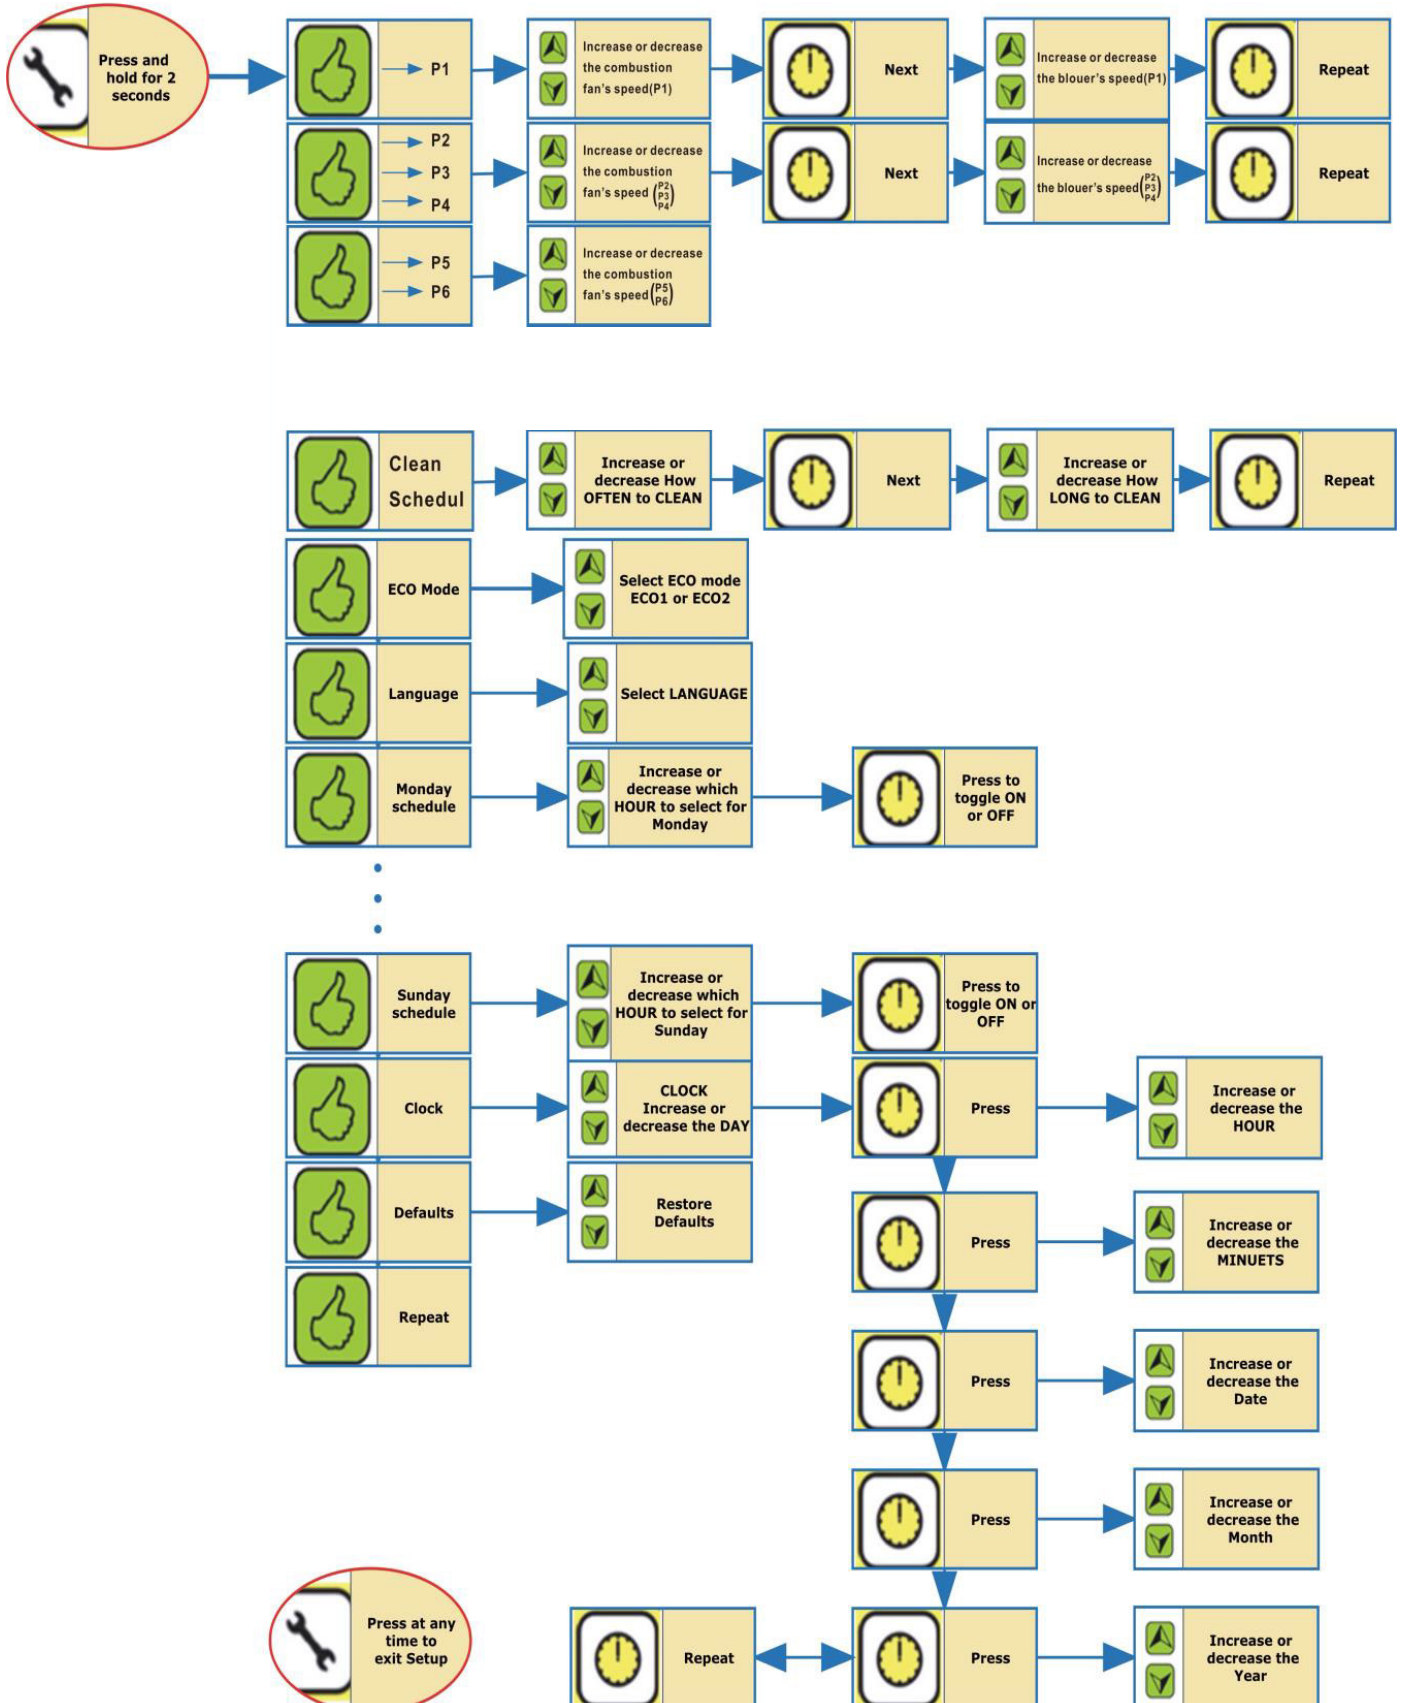 Press and
hold for 2
seconds
P1
Increase or decrease
the combustion
fan's speed(P1)
Next
Increase or decrease
the blouer's speed(P1)
Repeat
P2
P3
P4
Increase or decrease
the combustion
fan's speed (P2 P3 P4)
Next
Increase or decrease
the blouer's speed(P2 P3 P4)
Repeat
P5
P6
Increase or decrease
the combustion
fan's speed(P5 P6)
Clean
Schedul
Increase or
decrease How
OFTEN to CLEAN
Next
Increase or
decrease How
LONG to CLEAN
Repeat
ECO Mode
Select ECO mode
ECO1 or ECO2
Language
Select LANGUAGE
Monday
schedule
Increase or
decrease which
HOUR to select for
Monday
Press to
toggle ON
or OFF
Sunday
schedule
Increase or
decrease which
HOUR to select for
Sunday
Press to
toggle ON or
OFF
Clock
CLOCK
Increase or
decrease the DAY
Press
Increase or
decrease the
HOUR
Defaults
Restore
Defaults
Press
Increase or
decrease the
MINUETS
Repeat
Press
Increase or
decrease the
Date
Press
Increase or
decrease the
Month
Press at any
time to
exit Setup
Repeat
Press
Increase or
decrease the
Year